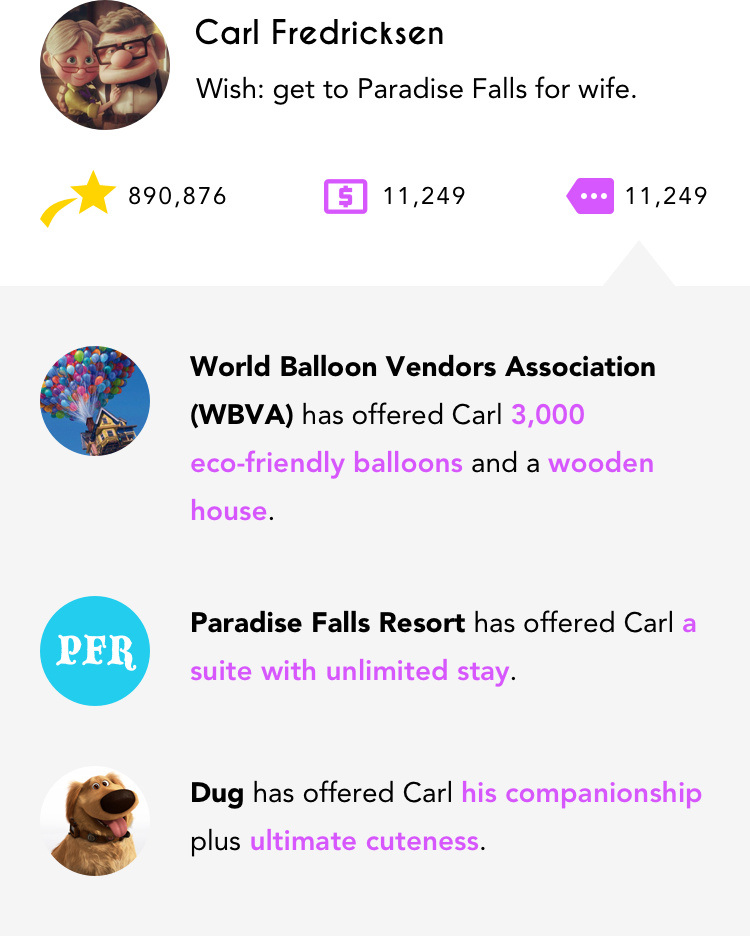 Carl Fredricksen
Wish: get to Paradise Falls for wife.
890,876
$ 11,249
11,249
World Balloon Vendors Association
(WBVA) has offered Carl 3,000
eco-friendly balloons and a wooden
house.
PFR
Paradise Falls Resort has offered Carl a
suite with unlimited stay.
Dug has offered Carl his companionship
plus ultimate cuteness.